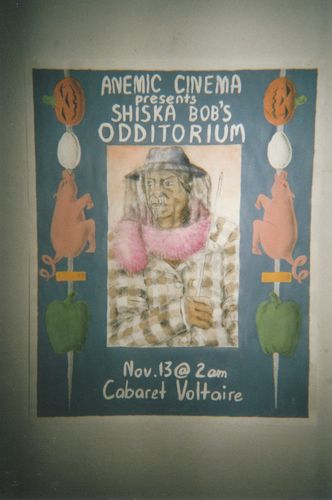 ANEMIC CINEMA
presents
SHISKA BOB'S
ODDITORIUM
Nov. 13 @ 2am
Cabaret Voltaire